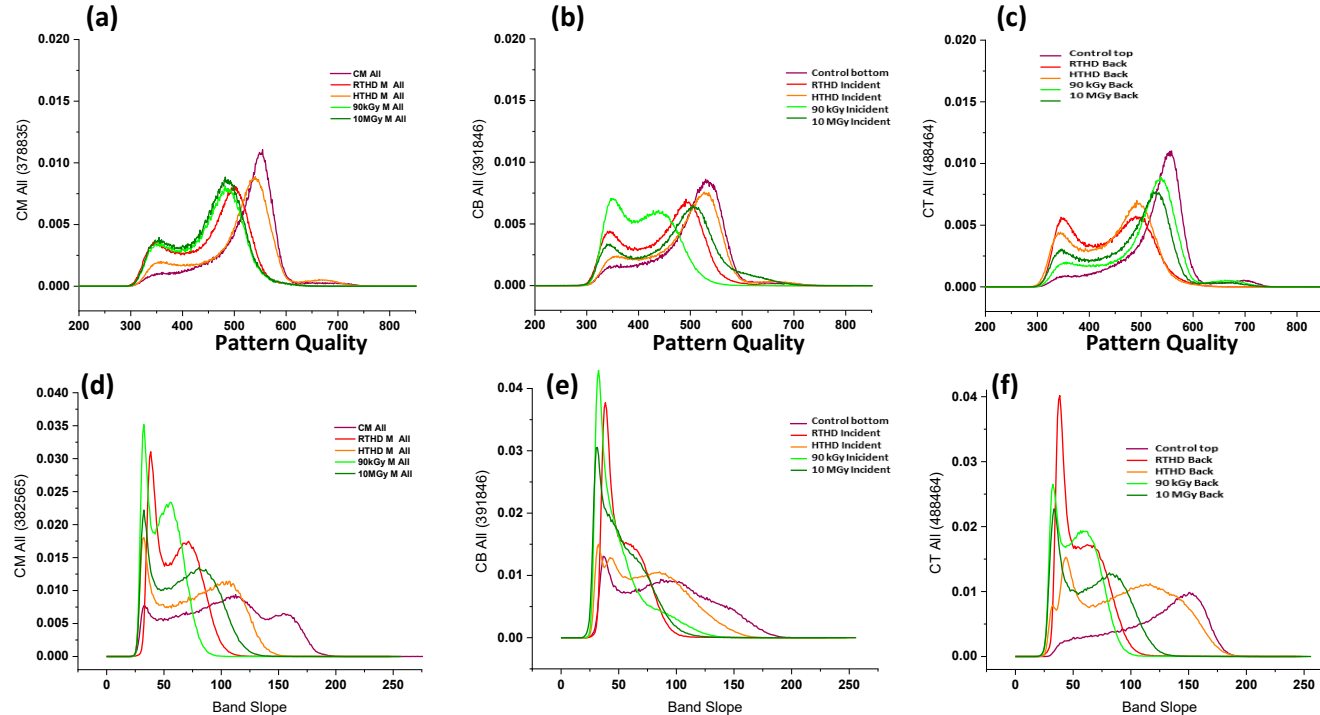 (a)
CM All (378835)
0.020
0.015
0.010
0.005
0.000
CM All
RTHD M All
HTHD M All
90kGy M All
10MGy M All
200 300 400 500 600 700 800
Pattern Quality
(b)
CB All (391846)
0.020
0.015
0.010
0.005
0.000
Control bottom
RTHD Incident
HTHD Incident
90 kGy Inicident
10 MGy Incident
200 300 400 500 600 700 800
Pattern Quality
(c)
CT All (488464)
0.020
0.015
0.010
0.005
0.000
Control top
RTHD Back
HTHD Back
90 kGy Back
10 MGy Back
200 300 400 500 600 700 800
Pattern Quality
(d)
CM All (382565)
0.040
0.035
0.030
0.025
0.020
0.015
0.010
0.005
0.000
CM All
RTHD M All
HTHD M All
90kGy M All
10MGy M All
0 50 100 150 200 250
Band Slope
(e)
CB All (391846)
0.04
0.03
0.02
0.01
0.00
Control bottom
RTHD Incident
HTHD Incident
90 kGy Incident
10 MGy Incident
0 50 100 150 200 250
Band Slope
(f)
CT All (488464)
0.04
0.02
0.00
Control top
RTHD Back
HTHD Back
90 kGy Back
10 MGy Back
0 50 100 150 200 250
Band Slope